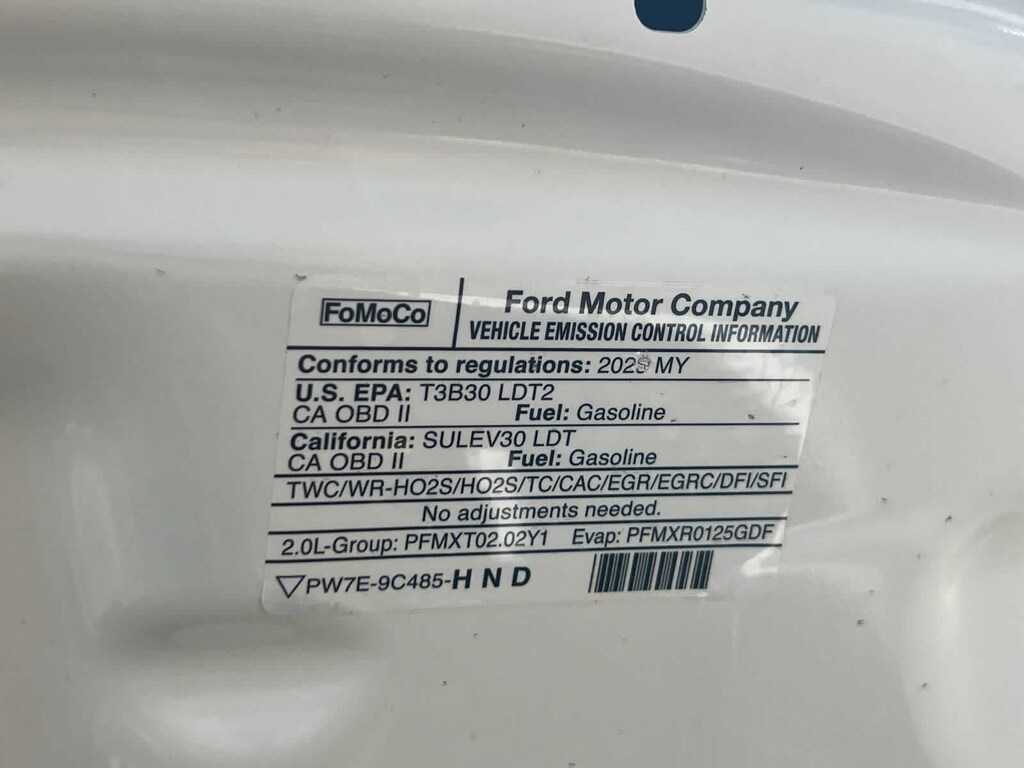 FoMoCo
Ford Motor Company
VEHICLE EMISSION CONTROL INFORMATION
Conforms to regulations: MY
U.S. EPA: T3B30 LDT2
CA OBD II Fuel: Gasoline
California: SULEV30 LDT
CA OBD II Fuel: Gasoline
TWC/WR-HO2S/HO2S/TC/CAC/EGR/EGRC/DFI/SFI
No adjustments needed.
2.0L-Group: PFMXT02.02Y1 Evap: PFMXR0125GDF
PW7E-9C485-H N D